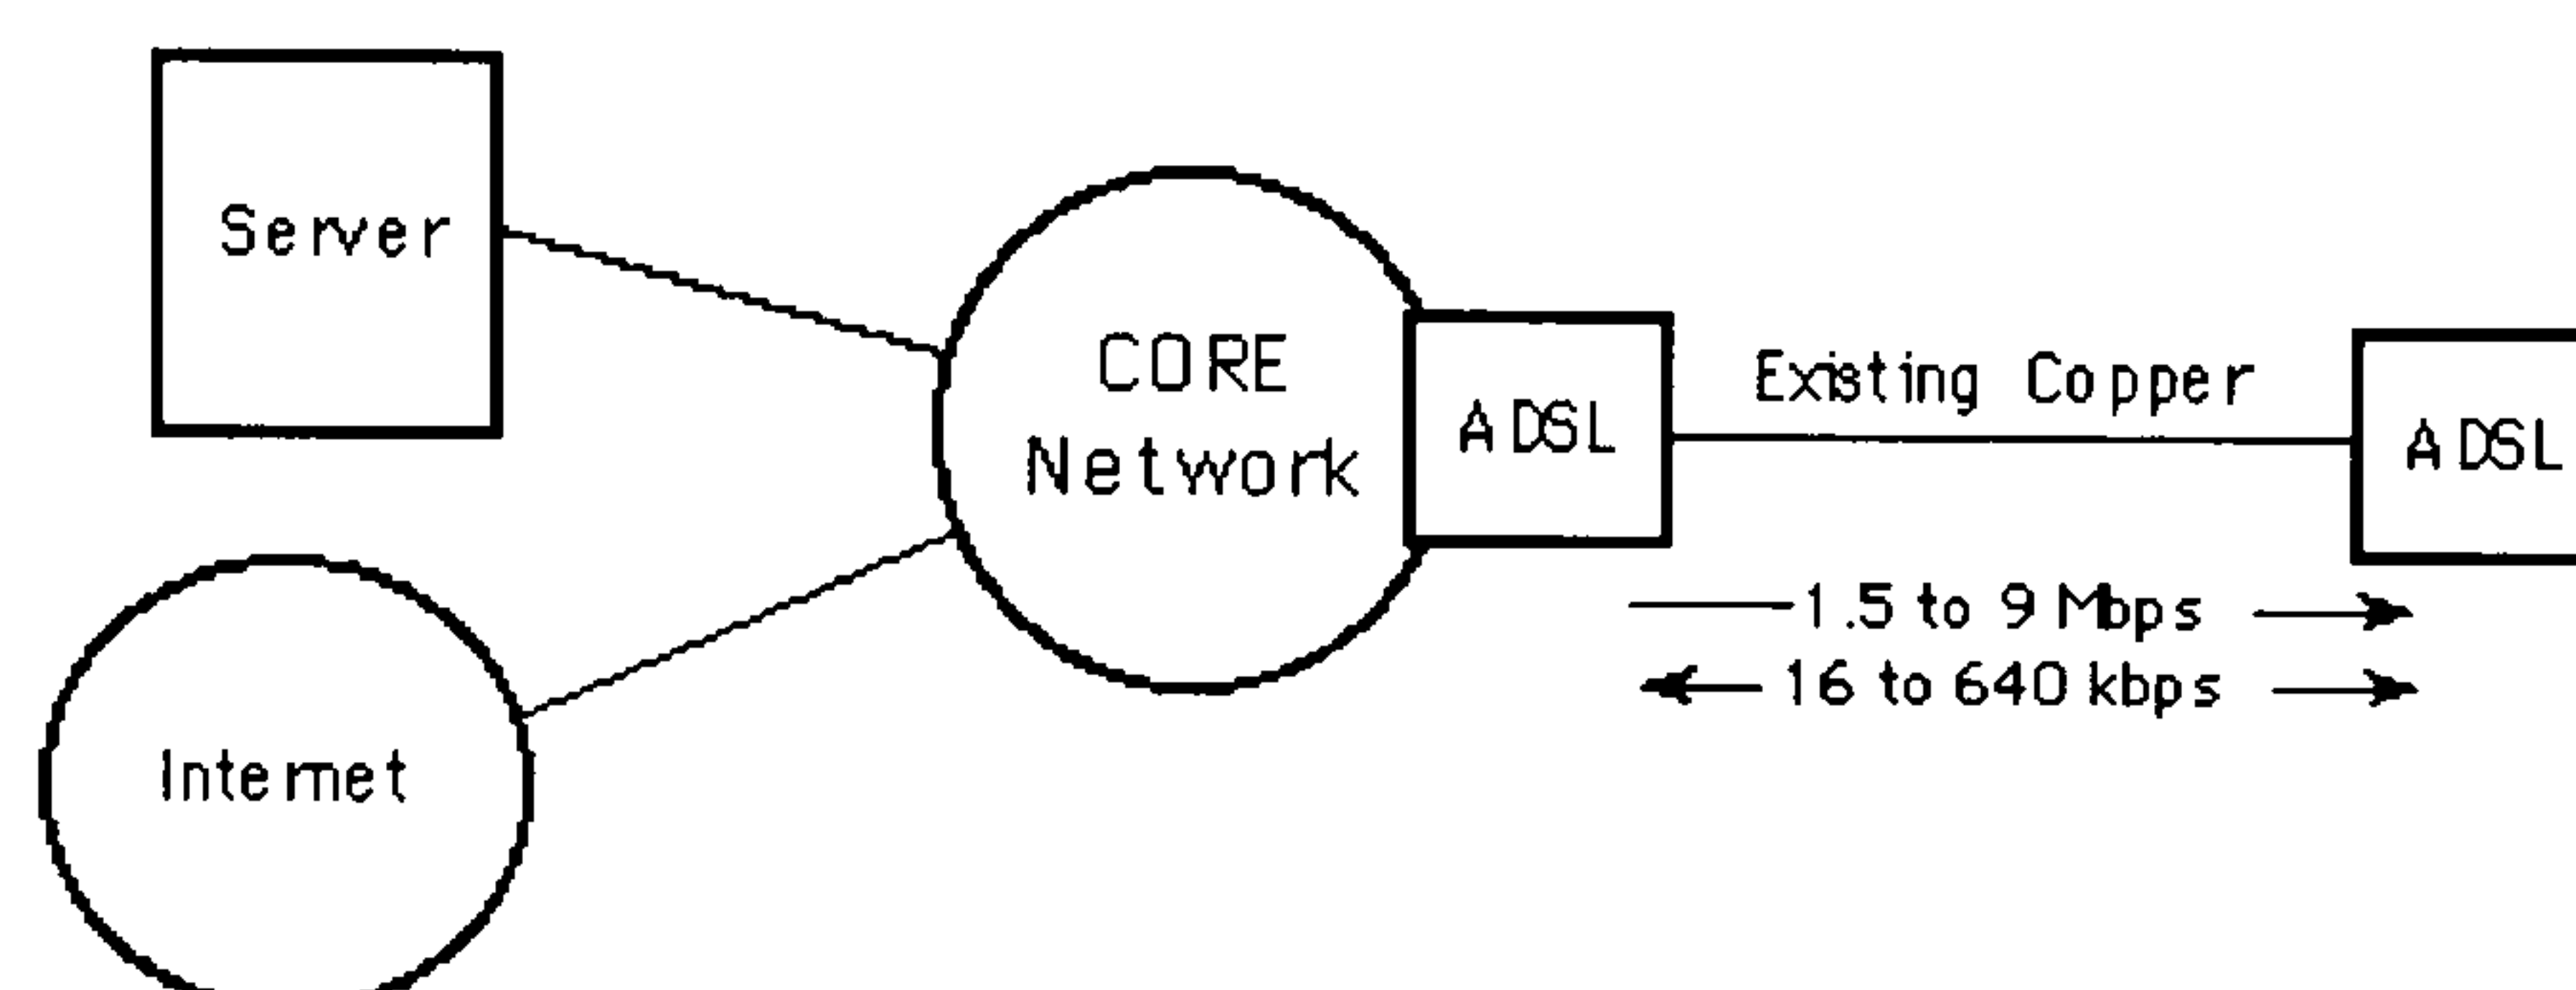 Server
CORE
Network
ADSL
Existing Copper
ADSL
1.5 to 9 Mbps
16 to 640 kbps
Internet